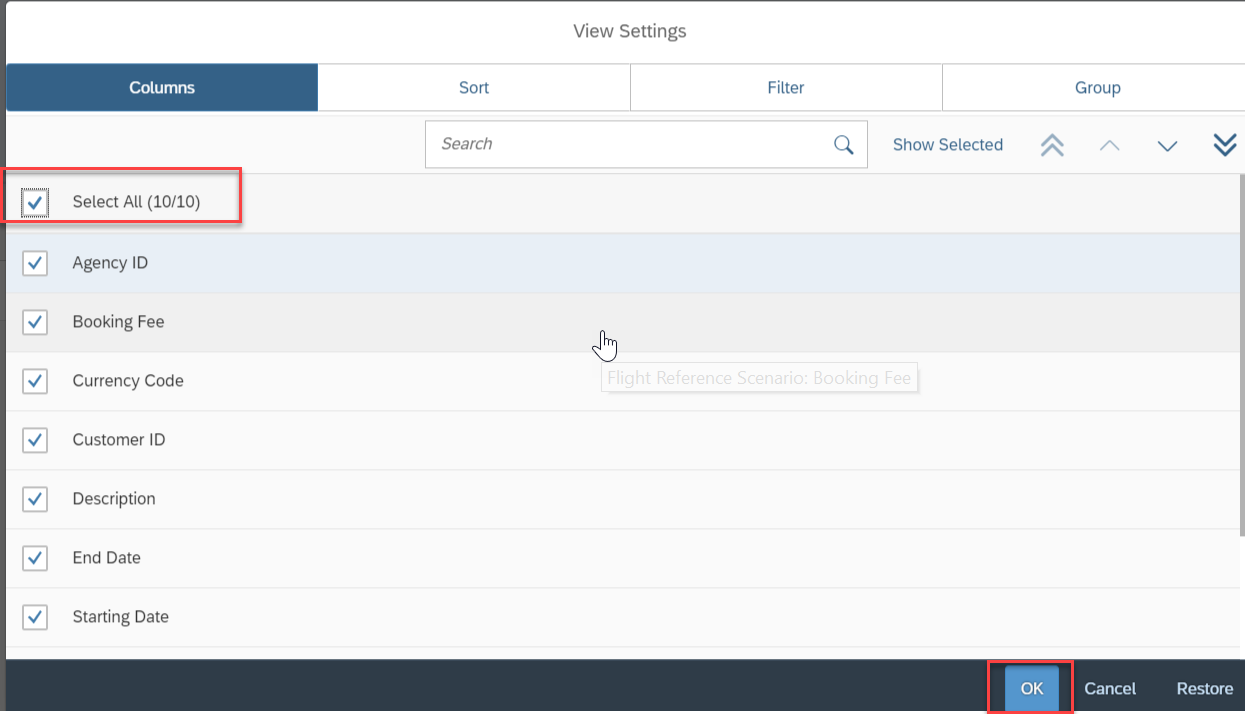 View Settings
Columns
Sort
Filter
Group
Search
Show Selected
Select All (10/10)
Agency ID
Booking Fee
Flight Reference Scenario: Booking Fee
Currency Code
Customer ID
Description
End Date
Starting Date
OK
Cancel
Restore